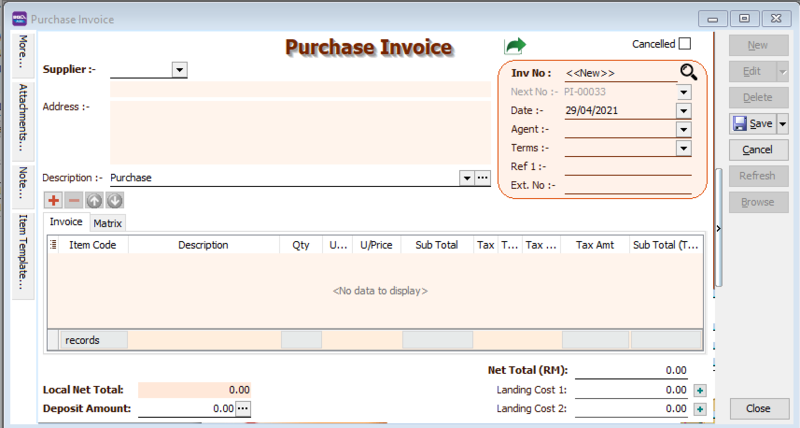 Purchase Invoice
Purchase Invoice
Cancelled
Supplier :-
Address :-
Description :- Purchase
Inv No : <<New>>
Next No :- PI-00033
Date :- 29/04/2021
Agent :-
Terms :-
Ref 1 :-
Ext. No :-
More...
Attachments...
Note...
Item Template...
Invoice Matrix
Item Code Description Qty U... U/Price Sub Total Tax T... Tax ... Tax Amt Sub Total (T...
<No data to display>
records
Local Net Total: 0.00
Deposit Amount: 0.00
Net Total (RM): 0.00
Landing Cost 1: 0.00
Landing Cost 2: 0.00
New
Edit
Delete
Save
Cancel
Refresh
Browse
Close